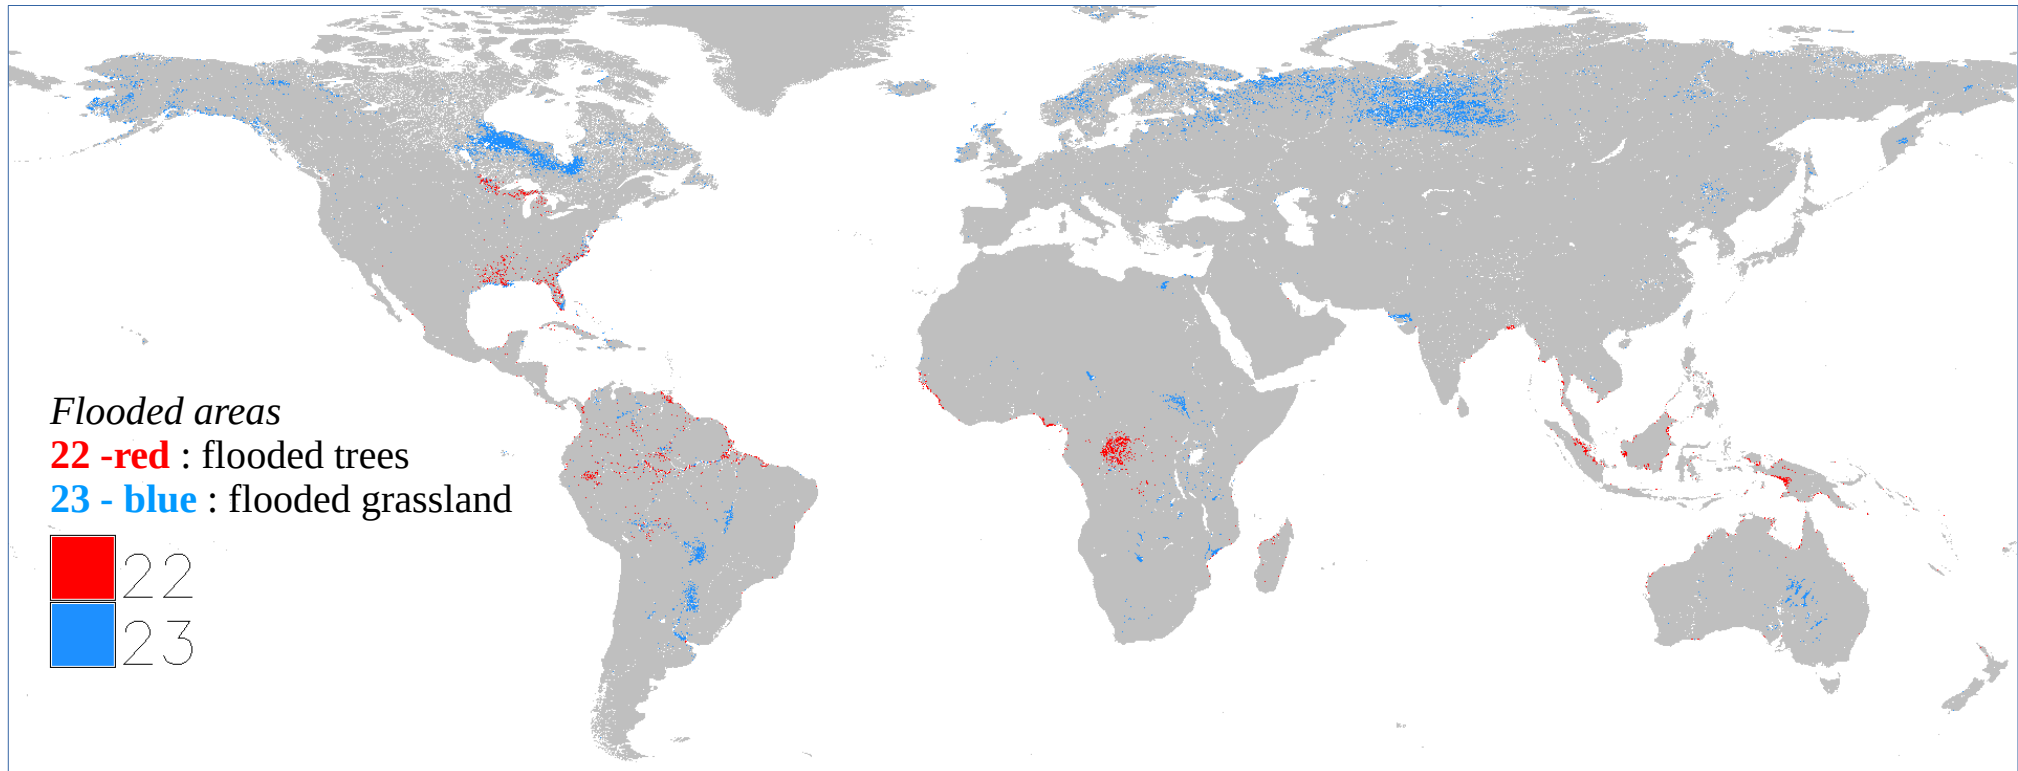 Flooded areas
22 -red : flooded trees
23 - blue : flooded grassland
22
23